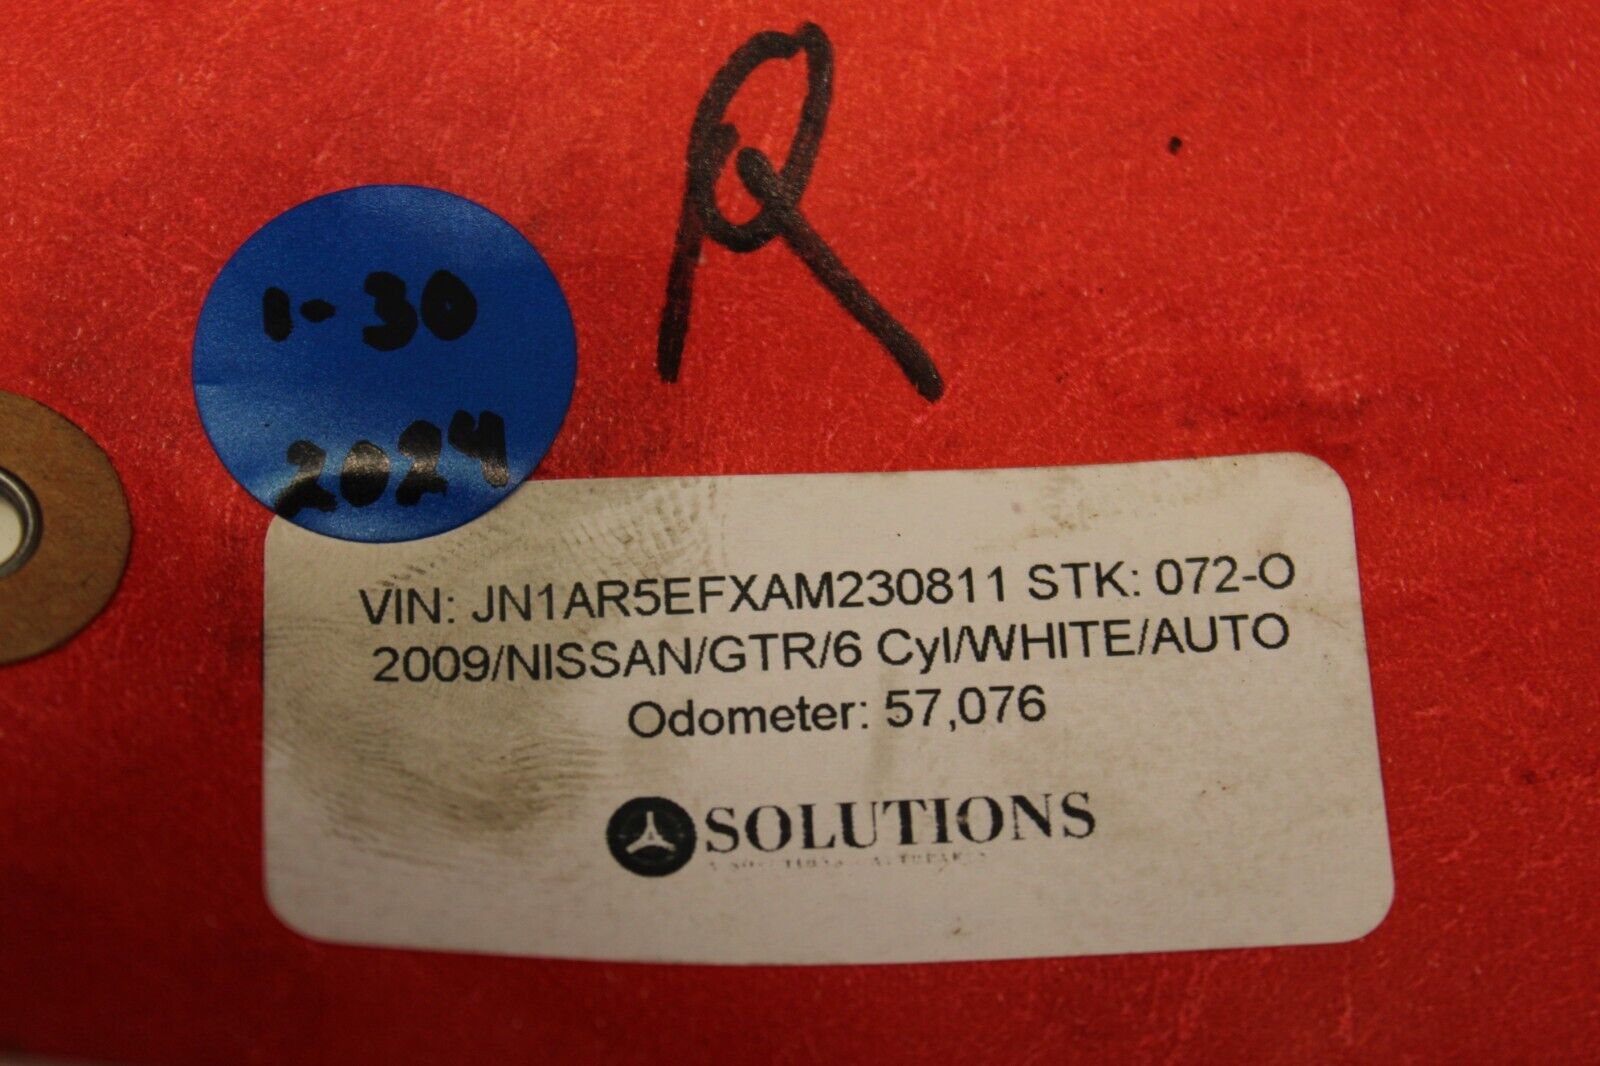 R
1-30
2024
VIN: JN1AR5EFXAM230811 STK: 072-O
2009/NISSAN/GTR/6 Cyl/WHITE/AUTO
Odometer: 57,076
SOLUTIONS